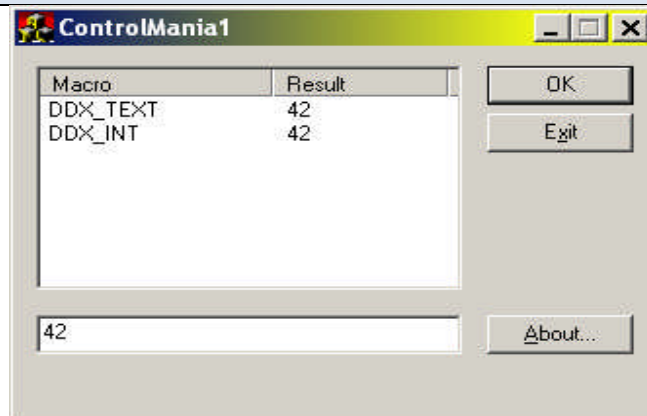 ControlMania1
Macro Result
DDX_TEXT 42
DDX_INT 42
OK
Exit
42
About...